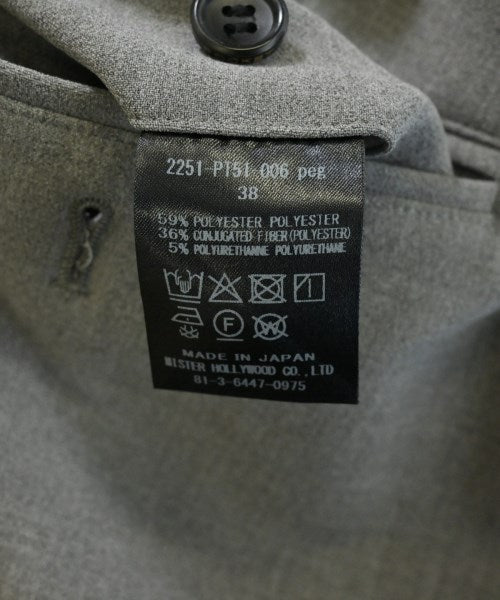 2251-PT51-006 peg
38
59% POLYESTER POLYESTER
36% CONJUGATED FIBER(POLYESTER)
5% POLYURETHANNE POLYURETHANE
F
W
MADE IN JAPAN
MISTER HOLLYWOOD CO.,LTD
81-3-6447-0975